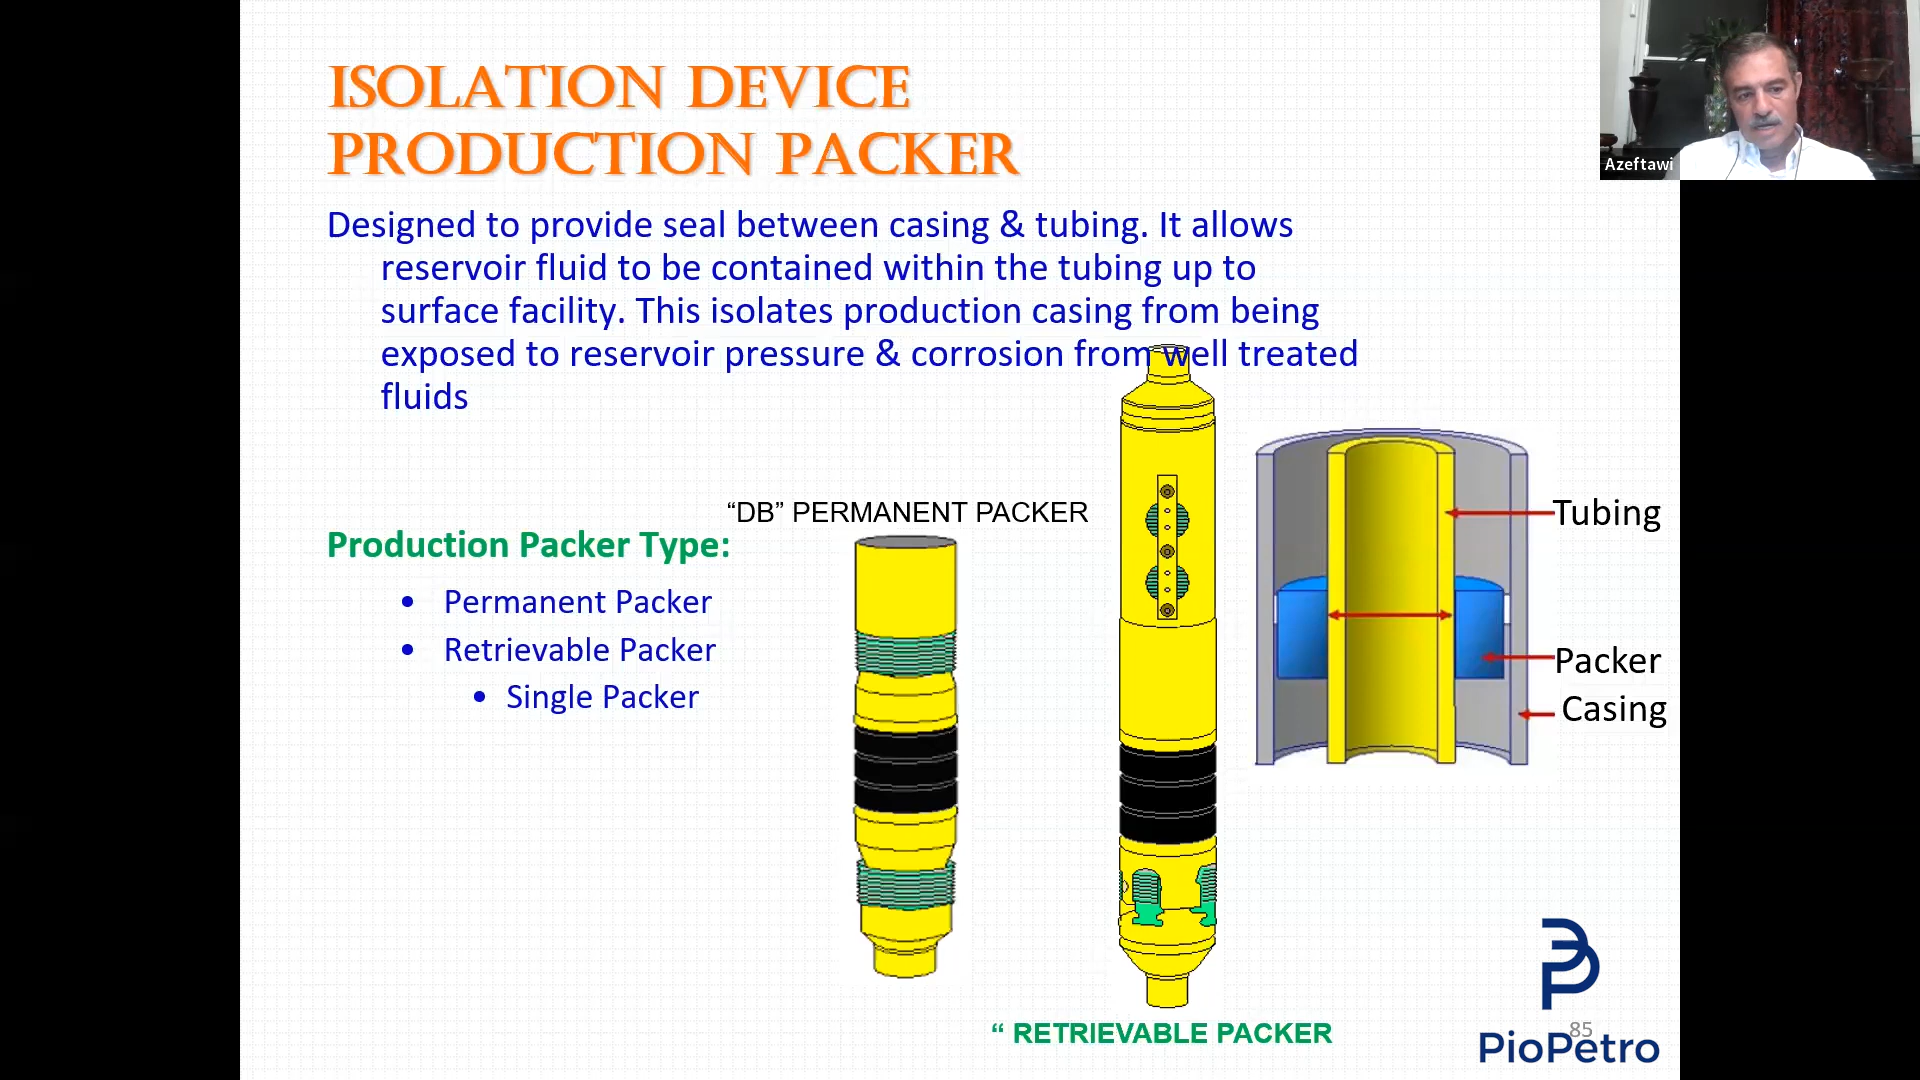 ISOLATION DEVICE
PRODUCTION PACKER
Azeftawi
Designed to provide seal between casing & tubing. It allows
reservoir fluid to be contained within the tubing up to
surface facility. This isolates production casing from being
exposed to reservoir pressure & corrosion from well treated
fluids
“DB” PERMANENT PACKER
Production Packer Type:
• Permanent Packer
• Retrievable Packer
• Single Packer
Tubing
Packer
Casing
“ RETRIEVABLE PACKER
85
PioPetro